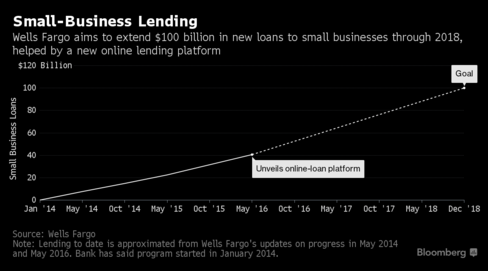 Small-Business Lending
Wells Fargo aims to extend $100 billion in new loans to small businesses through 2018,
helped by a new online lending platform
$120 Billion
Goal
100
80
60
40
20
0
Small Business Loans
Unveils online-loan platform
Jan '14 May '14 Oct '14 May '15 Oct '15 May '16 Oct '16 May '17 Oct '17 May '18 Dec '18
Source: Wells Fargo
Note: Lending to date is approximated from Wells Fargo's updates on progress in May 2014
and May 2016. Bank has said program started in January 2014.
Bloomberg